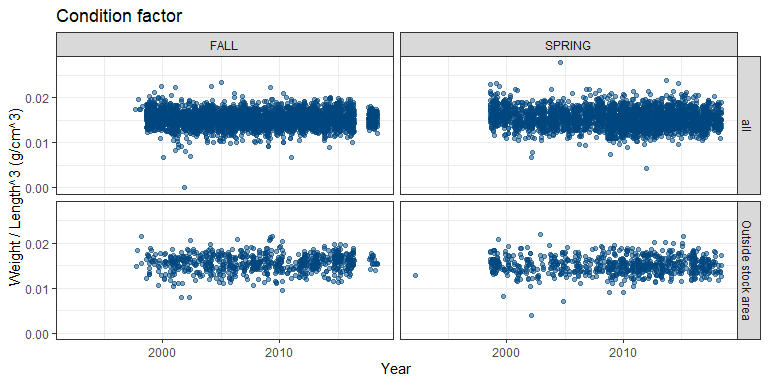 Condition factor
FALL
SPRING
0.02
0.01
0.00
all
0.02
0.01
0.00
Outside stock area
Weight / Length^3 (g/cm^3)
2000
2010
2000
2010
Year